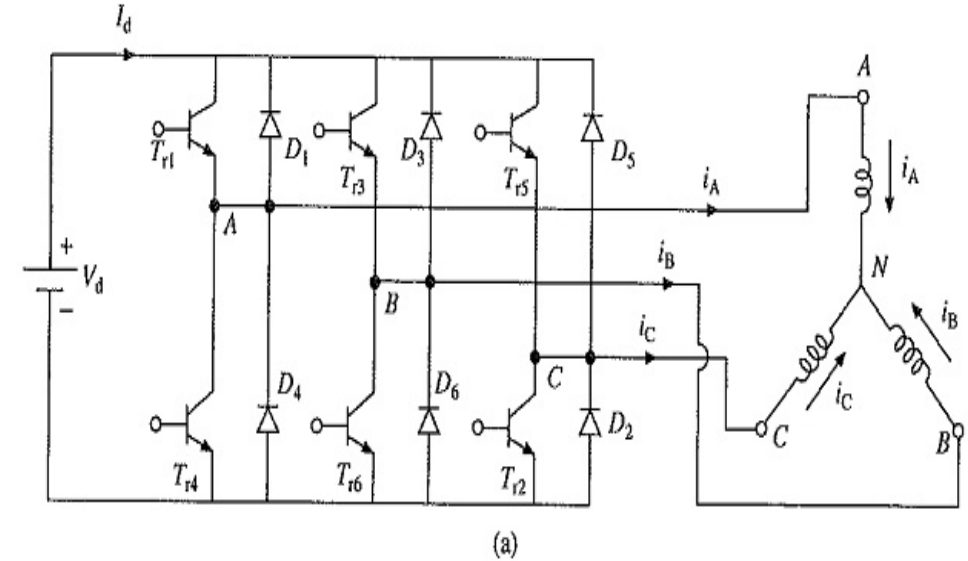 I_d
A
T_r1
D_1
T_r3
D_3
T_r5
D_5
i_A
i_A
A
+
V_d
−
B
i_B
N
i_B
C
i_C
i_C
D_4
D_6
D_2
C
B
T_r4
T_r6
T_r2
(a)